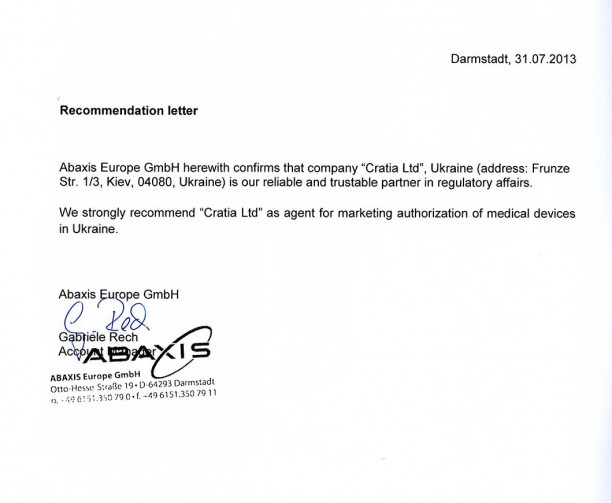 Darmstadt, 31.07.2013
Recommendation letter
Abaxis Europe GmbH herewith confirms that company “Cratia Ltd”, Ukraine (address: Frunze
Str. 1/3, Kiev, 04080, Ukraine) is our reliable and trustable partner in regulatory affairs.
We strongly recommend “Cratia Ltd” as agent for marketing authorization of medical devices
in Ukraine.
Abaxis Europe GmbH
G. Rech
Gabriele Rech
Account Manager
ABAXIS
ABAXIS Europe GmbH
Otto-Hesse Straße 19 • D-64293 Darmstadt
+49 6151.350 79 0 • f. +49 6151.350 79 11